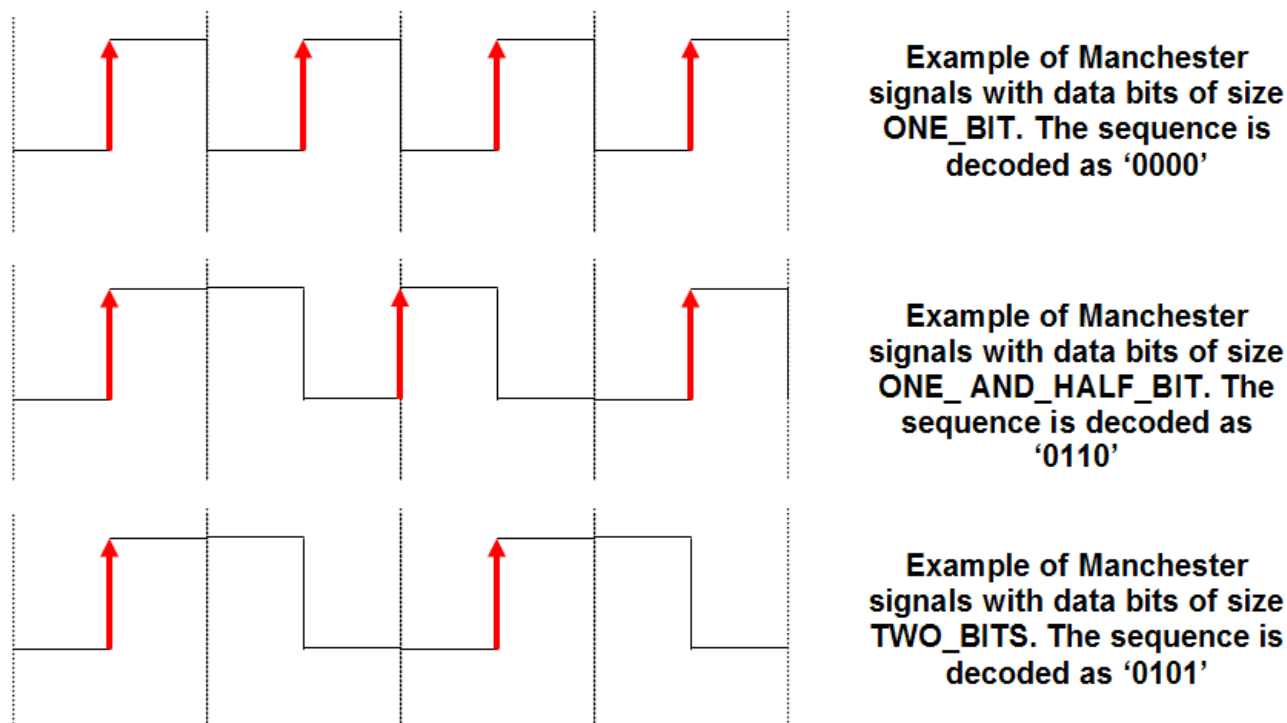 Example of Manchester
signals with data bits of size
ONE_BIT. The sequence is
decoded as ‘0000’
Example of Manchester
signals with data bits of size
ONE_ AND_HALF_BIT. The
sequence is decoded as
‘0110’
Example of Manchester
signals with data bits of size
TWO_BITS. The sequence is
decoded as ‘0101’